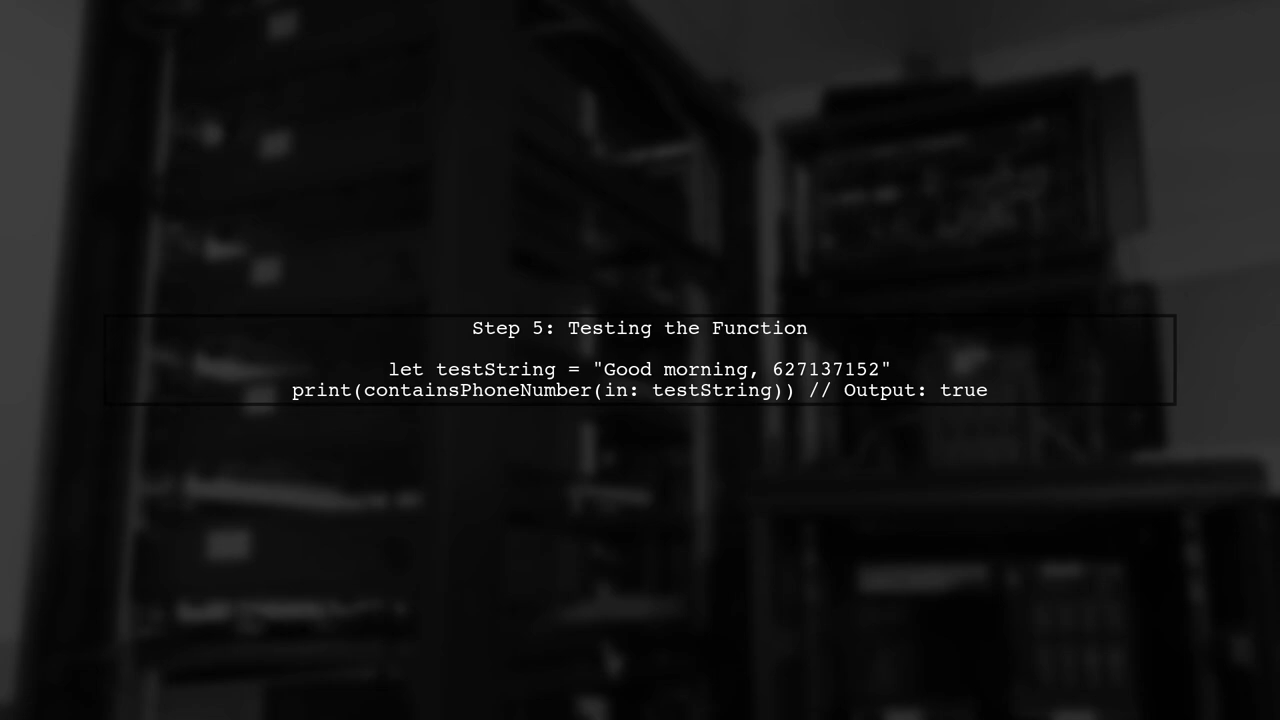 Step 5: Testing the Function
let testString = "Good morning, 627137152"
print(containsPhoneNumber(in: testString)) // Output: true